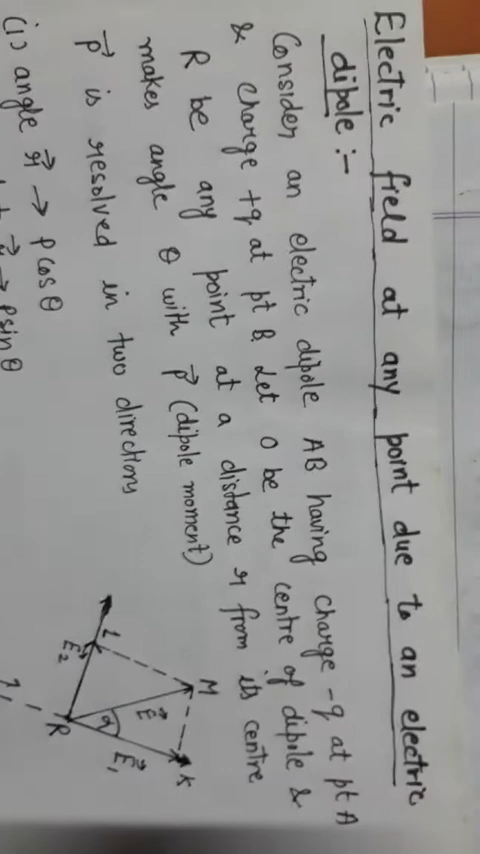 Electric field at any point due to an electric
dipole :-
Consider an electric dipole AB having charge -q at pt A
& charge +q at pt B. Let O be the centre of dipole &
R be any point at a distance r from its centre
makes angle θ with p⃗ (dipole moment)
p⃗ is resolved in two directions
(i) angle r⃗ → p cosθ
r⃗ → p sinθ
M
L
K
E⃗
E⃗₂
E⃗₁
α
R